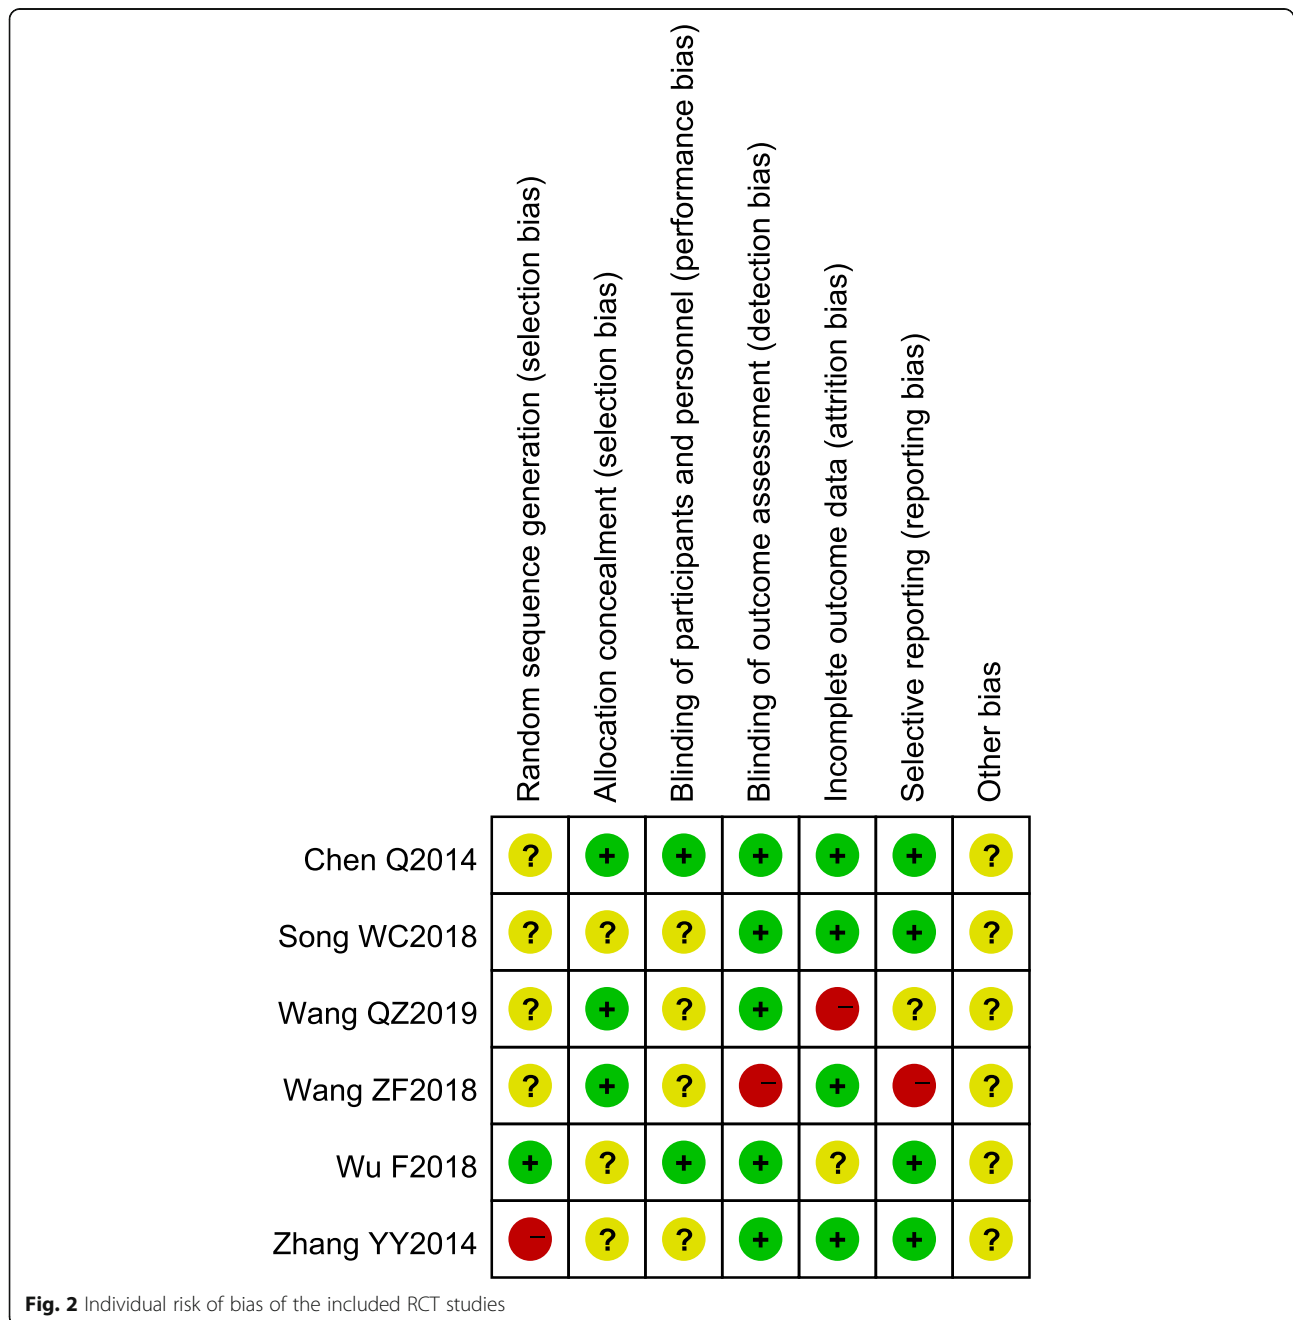 Random sequence generation (selection bias)
Allocation concealment (selection bias)
Blinding of participants and personnel (performance bias)
Blinding of outcome assessment (detection bias)
Incomplete outcome data (attrition bias)
Selective reporting (reporting bias)
Other bias
Chen Q2014 ? + + + + + ?
Song WC2018 ? ? ? + + + ?
Wang QZ2019 ? + ? + − ? ?
Wang ZF2018 ? + ? − + − ?
Wu F2018 + ? + + ? + ?
Zhang YY2014 − ? ? + + + ?
Fig. 2 Individual risk of bias of the included RCT studies